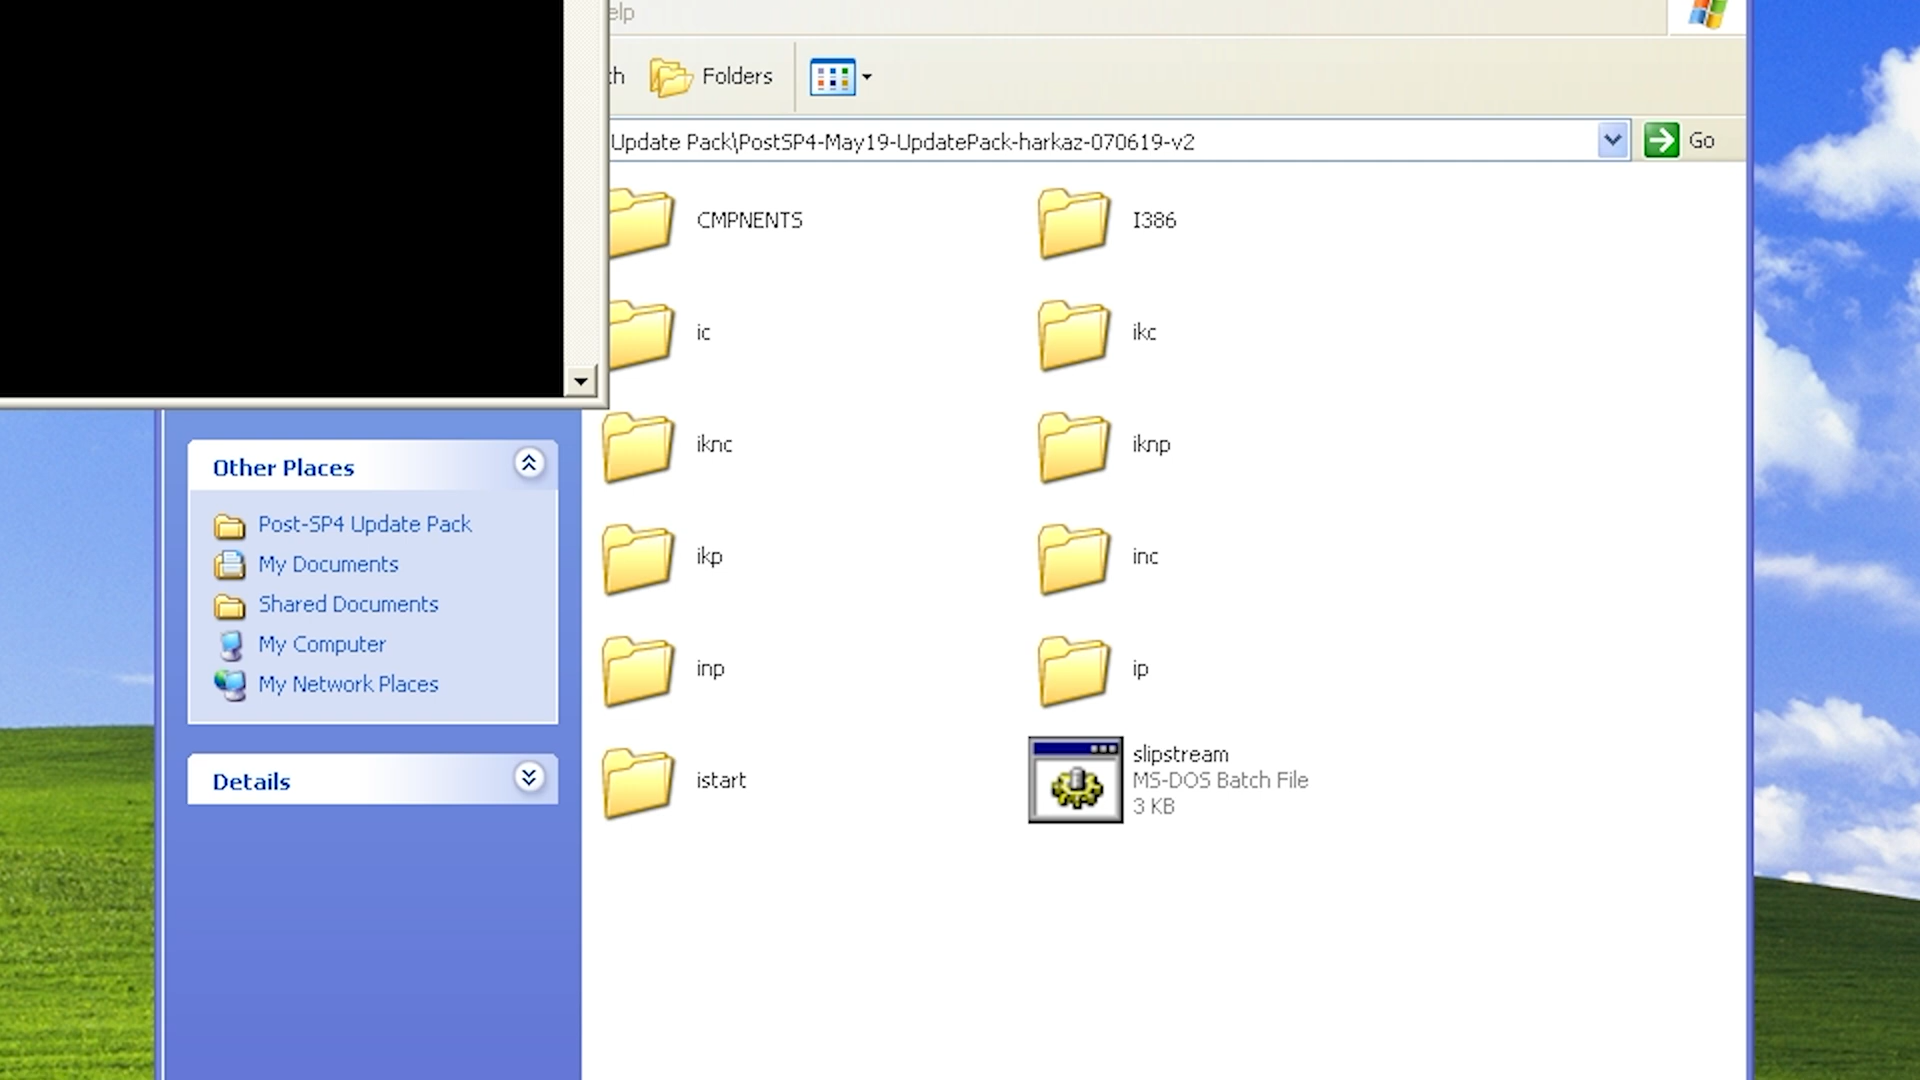 Folders
Update Pack\PostSP4-May19-UpdatePack-harkaz-070619-v2
Go
CMPNENTS
I386
ic
ikc
iknc
iknp
Other Places
Post-SP4 Update Pack
ikp
inc
My Documents
Shared Documents
My Computer
inp
ip
My Network Places
slipstream
Details
istart
MS-DOS Batch File
3 KB